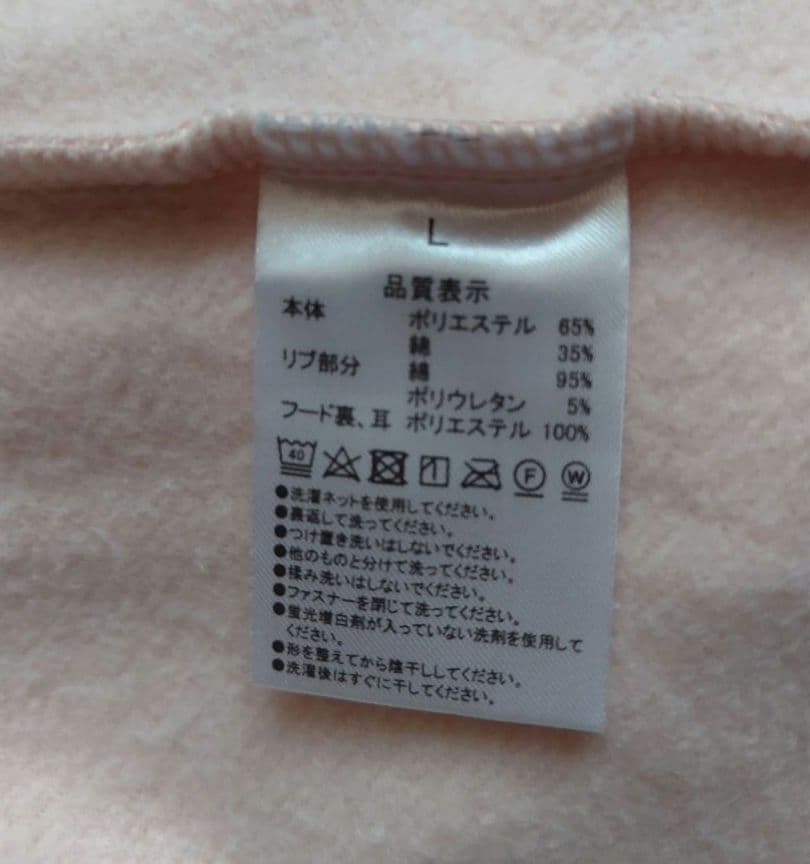 L
品質表示
本体 ポリエステル 65%
綿 35%
リブ部分 綿 95%
ポリウレタン 5%
フード裏、耳 ポリエステル 100%
40 F W
●洗濯ネットを使用してください。
●裏返して洗ってください。
●つけ置き洗いはしないでください。
●他のものと分けて洗ってください。
●揉み洗いはしないでください。
●ファスナーを閉じて洗ってください。
●蛍光増白剤が入っていない洗剤を使用して
ください。
●形を整えてから陰干ししてください。
●洗濯後はすぐに干してください。